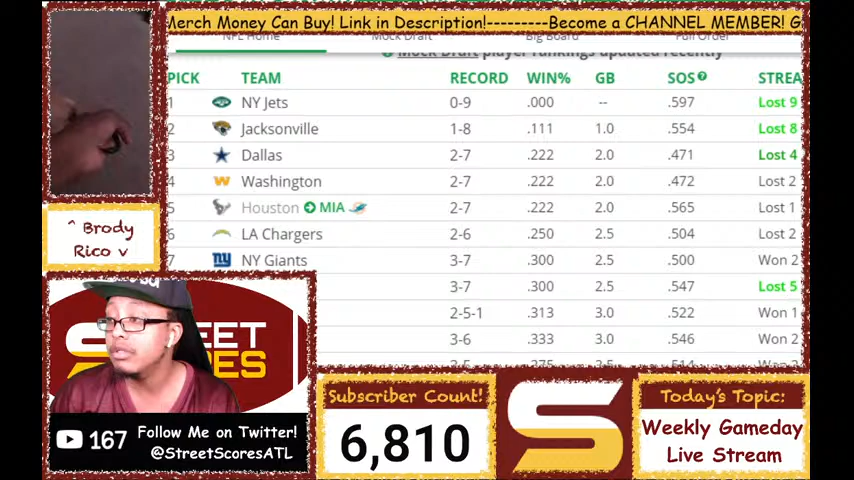 Merch Money Can Buy! Link in Description!---------Become a CHANNEL MEMBER! G
NFL Home Mock Draft Big Board Full Order
Mock Draft player rankings updated recently
PICK TEAM RECORD WIN% GB SOS STREA
1 NY Jets 0-9 .000 -- .597 Lost 9
2 Jacksonville 1-8 .111 1.0 .554 Lost 8
3 Dallas 2-7 .222 2.0 .471 Lost 4
4 Washington 2-7 .222 2.0 .472 Lost 2
5 Houston MIA 2-7 .222 2.0 .565 Lost 1
6 LA Chargers 2-6 .250 2.5 .504 Lost 2
7 NY Giants 3-7 .300 2.5 .500 Won 2
3-7 .300 2.5 .547 Lost 5
2-5-1 .313 3.0 .522 Won 1
3-6 .333 3.0 .546 Won 2
^ Brody
Rico v
STREET
SCORES
167
Follow Me on Twitter!
@StreetScoresATL
Subscriber Count!
6,810
S
Today's Topic:
Weekly Gameday
Live Stream